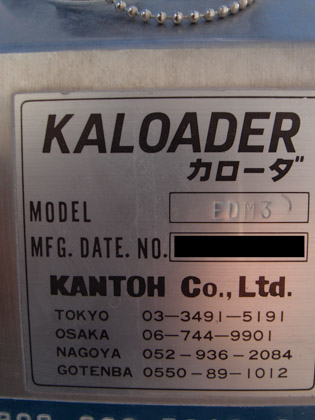 KALOADER
カローダ
MODEL EDM3
MFG. DATE. NO.
KANTOH Co., Ltd.
TOKYO 03-3491-5191
OSAKA 06-744-9901
NAGOYA 052-936-2084
GOTENBA 0550-89-1012